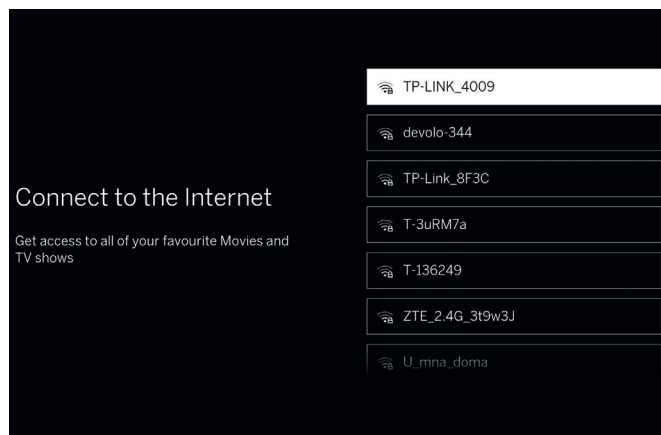 Connect to the Internet
Get access to all of your favourite Movies and
TV shows
TP-LINK_4009
devolo-344
TP-Link_8F3C
T-3uRM7a
T-136249
ZTE_2.4G_3t9w3J
U_mna_doma